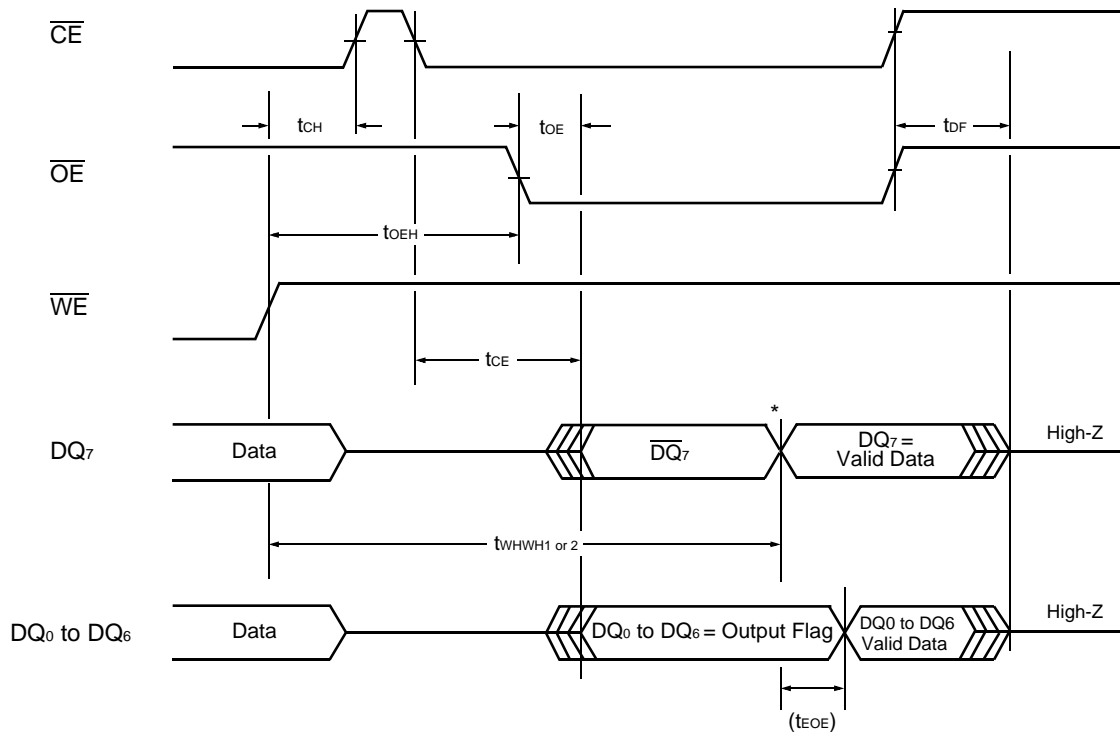 CE
tCH
tOE
tDF
OE
tOEH
WE
tCE
*
DQ7
Data
DQ7
DQ7 =
Valid Data
High-Z
tWHWH1 or 2
DQ0 to DQ6
Data
DQ0 to DQ6 = Output Flag
DQ0 to DQ6
Valid Data
High-Z
(tEOE)